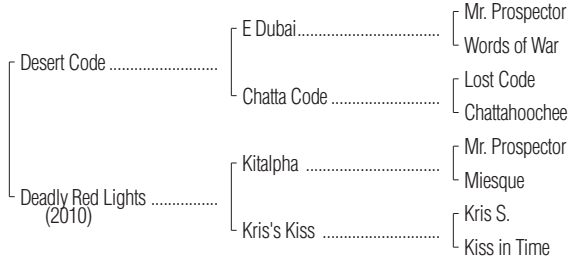 Mr. Prospector
E Dubai................................
Words of War
Desert Code ........................
Lost Code
Chatta Code ........................
Chattahoochee
Mr. Prospector
Kitalpha ..............................
Miesque
Deadly Red Lights ...............
(2010)
Kris S.
Kris's Kiss ..........................
Kiss in Time